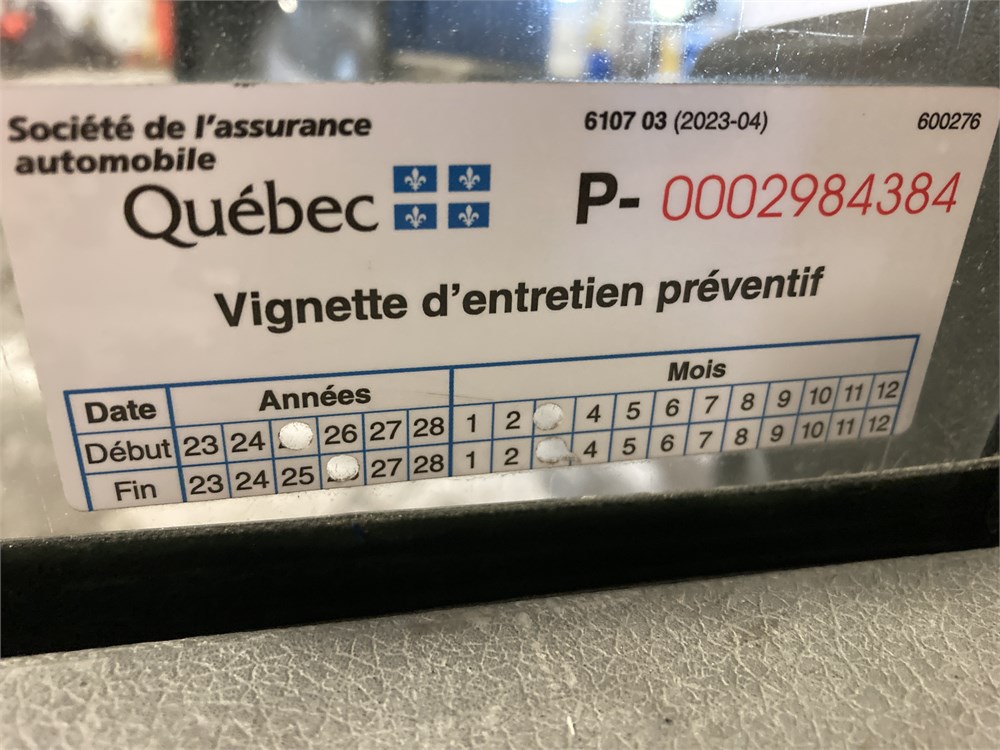 Société de l'assurance
automobile
Québec
6107 03 (2023-04)
600276
P- 0002984384
Vignette d'entretien préventif
Date Années Mois
Début 23 24 26 27 28 1 2 4 5 6 7 8 9 10 11 12
Fin 23 24 25 27 28 1 2 4 5 6 7 8 9 10 11 12